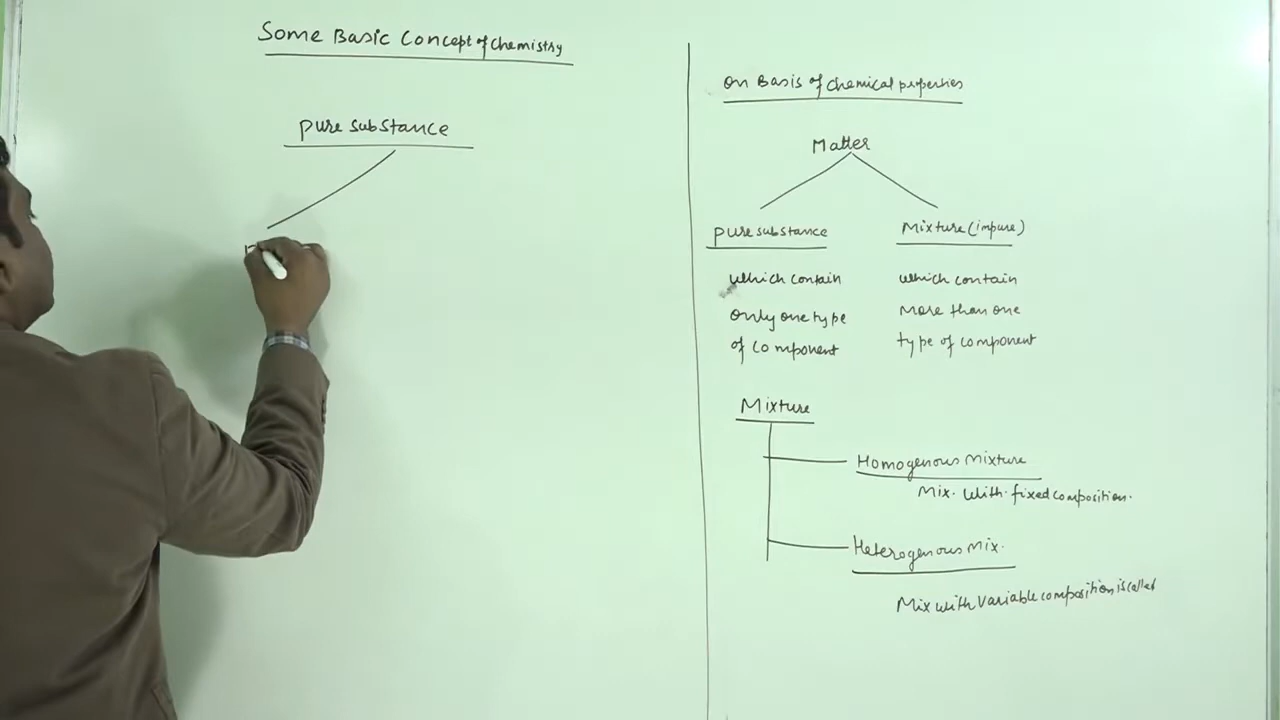 Some Basic Concept of Chemistry
Pure Substance
On Basis of Chemical properties
Matter
Pure substance
Mixture (impure)
which contain
only one type
of component
which contain
more than one
type of component
Mixture
Homogenous Mixture
Mix. With. fixed composition.
Heterogenous Mix.
Mix with Variable composition is called